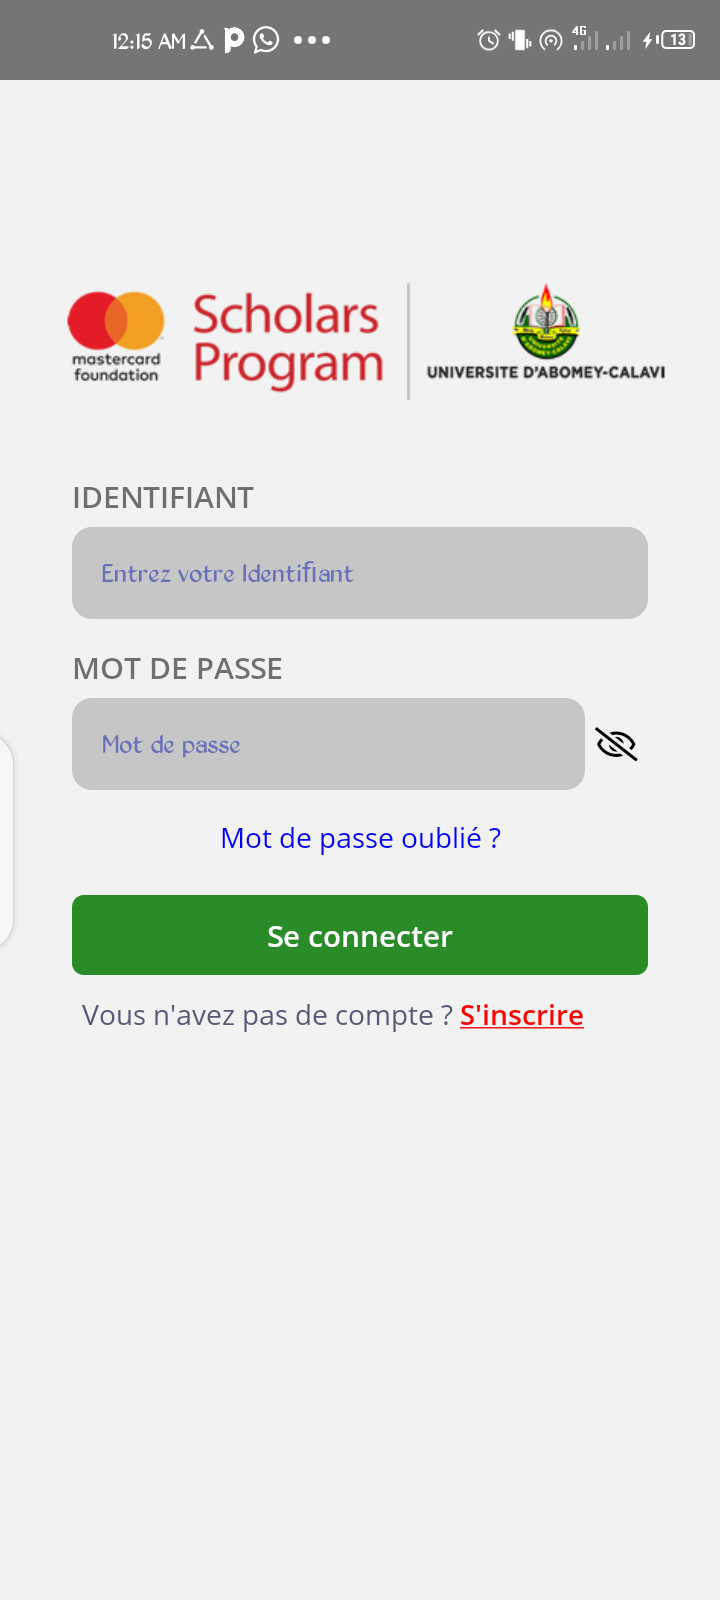 12:15 AM
4G
13
mastercard
foundation
Scholars
Program
UNIVERSITE D'ABOMEY-CALAVI
IDENTIFIANT
Entrez votre Identifiant
MOT DE PASSE
Mot de passe
Mot de passe oublié ?
Se connecter
Vous n'avez pas de compte ? S'inscrire